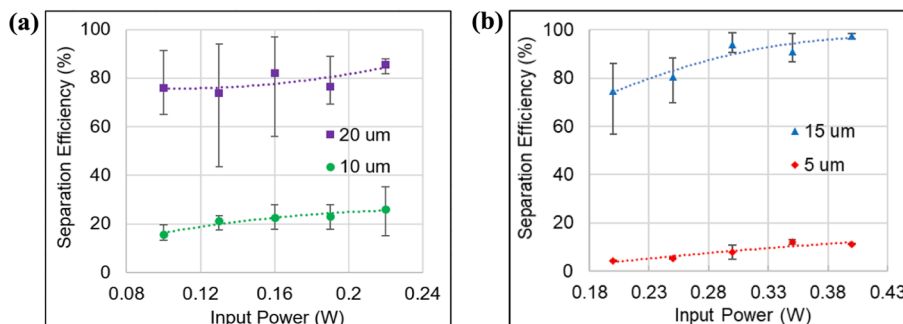 (a)
Separation Efficiency (%)
100
80
60
40
20
0
20 um
10 um
0.08
0.12
0.16
0.2
0.24
Input Power (W)
(b)
Separation Efficiency (%)
100
80
60
40
20
0
15 um
5 um
0.18
0.23
0.28
0.33
0.38
0.43
Input Power (W)